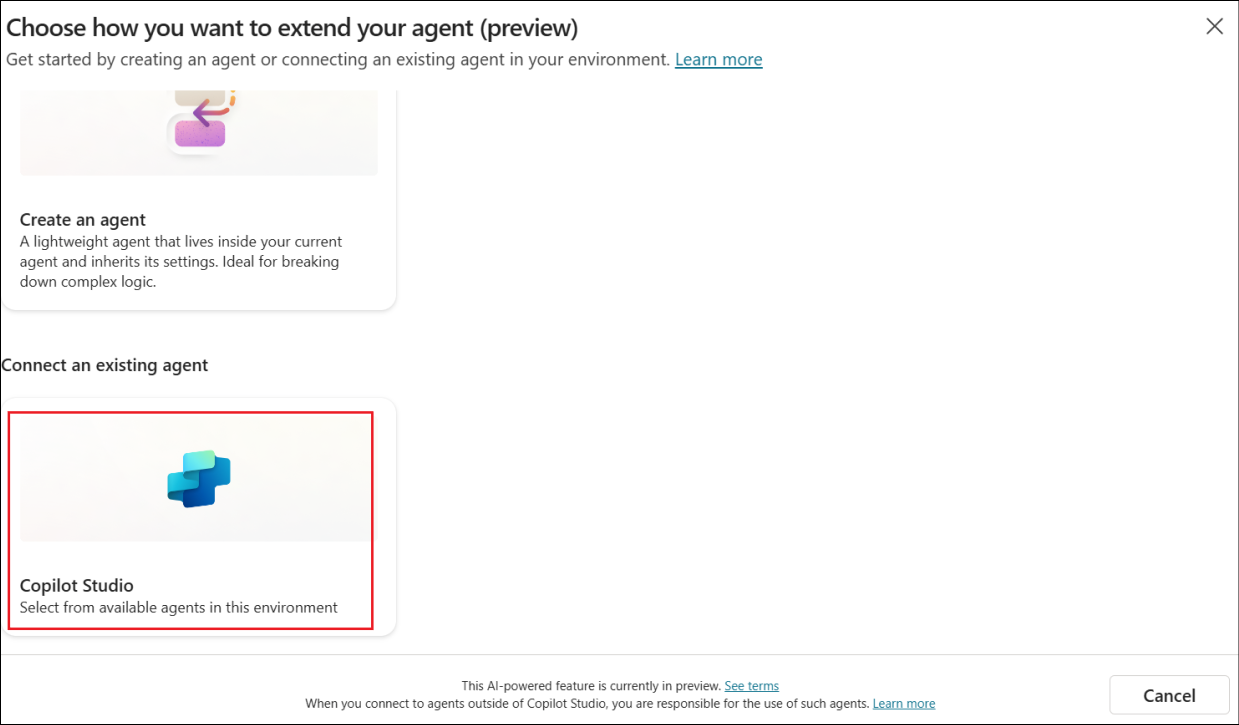 Choose how you want to extend your agent (preview)
Get started by creating an agent or connecting an existing agent in your environment. Learn more
Create an agent
A lightweight agent that lives inside your current
agent and inherits its settings. Ideal for breaking
down complex logic.
Connect an existing agent
Copilot Studio
Select from available agents in this environment
This AI-powered feature is currently in preview. See terms
When you connect to agents outside of Copilot Studio, you are responsible for the use of such agents. Learn more
Cancel